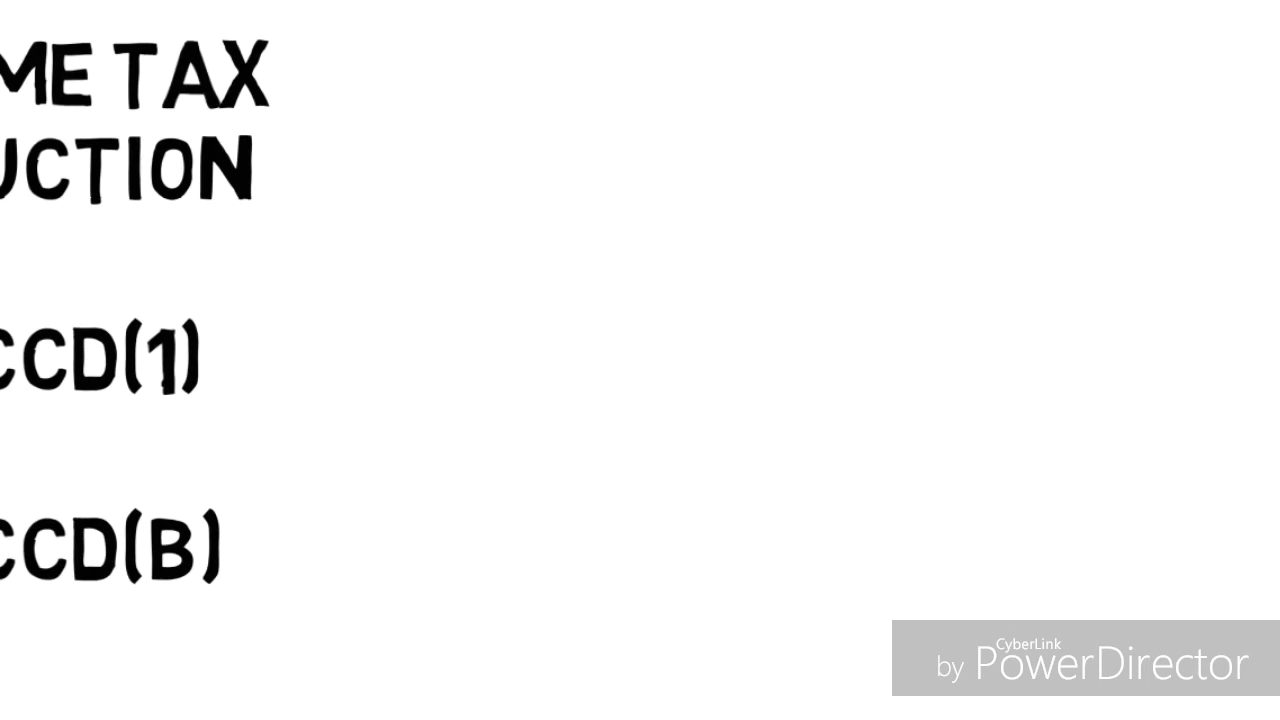 ME TAX
UCTION
CCD(1)
CCD(B)
CyberLink
by PowerDirector